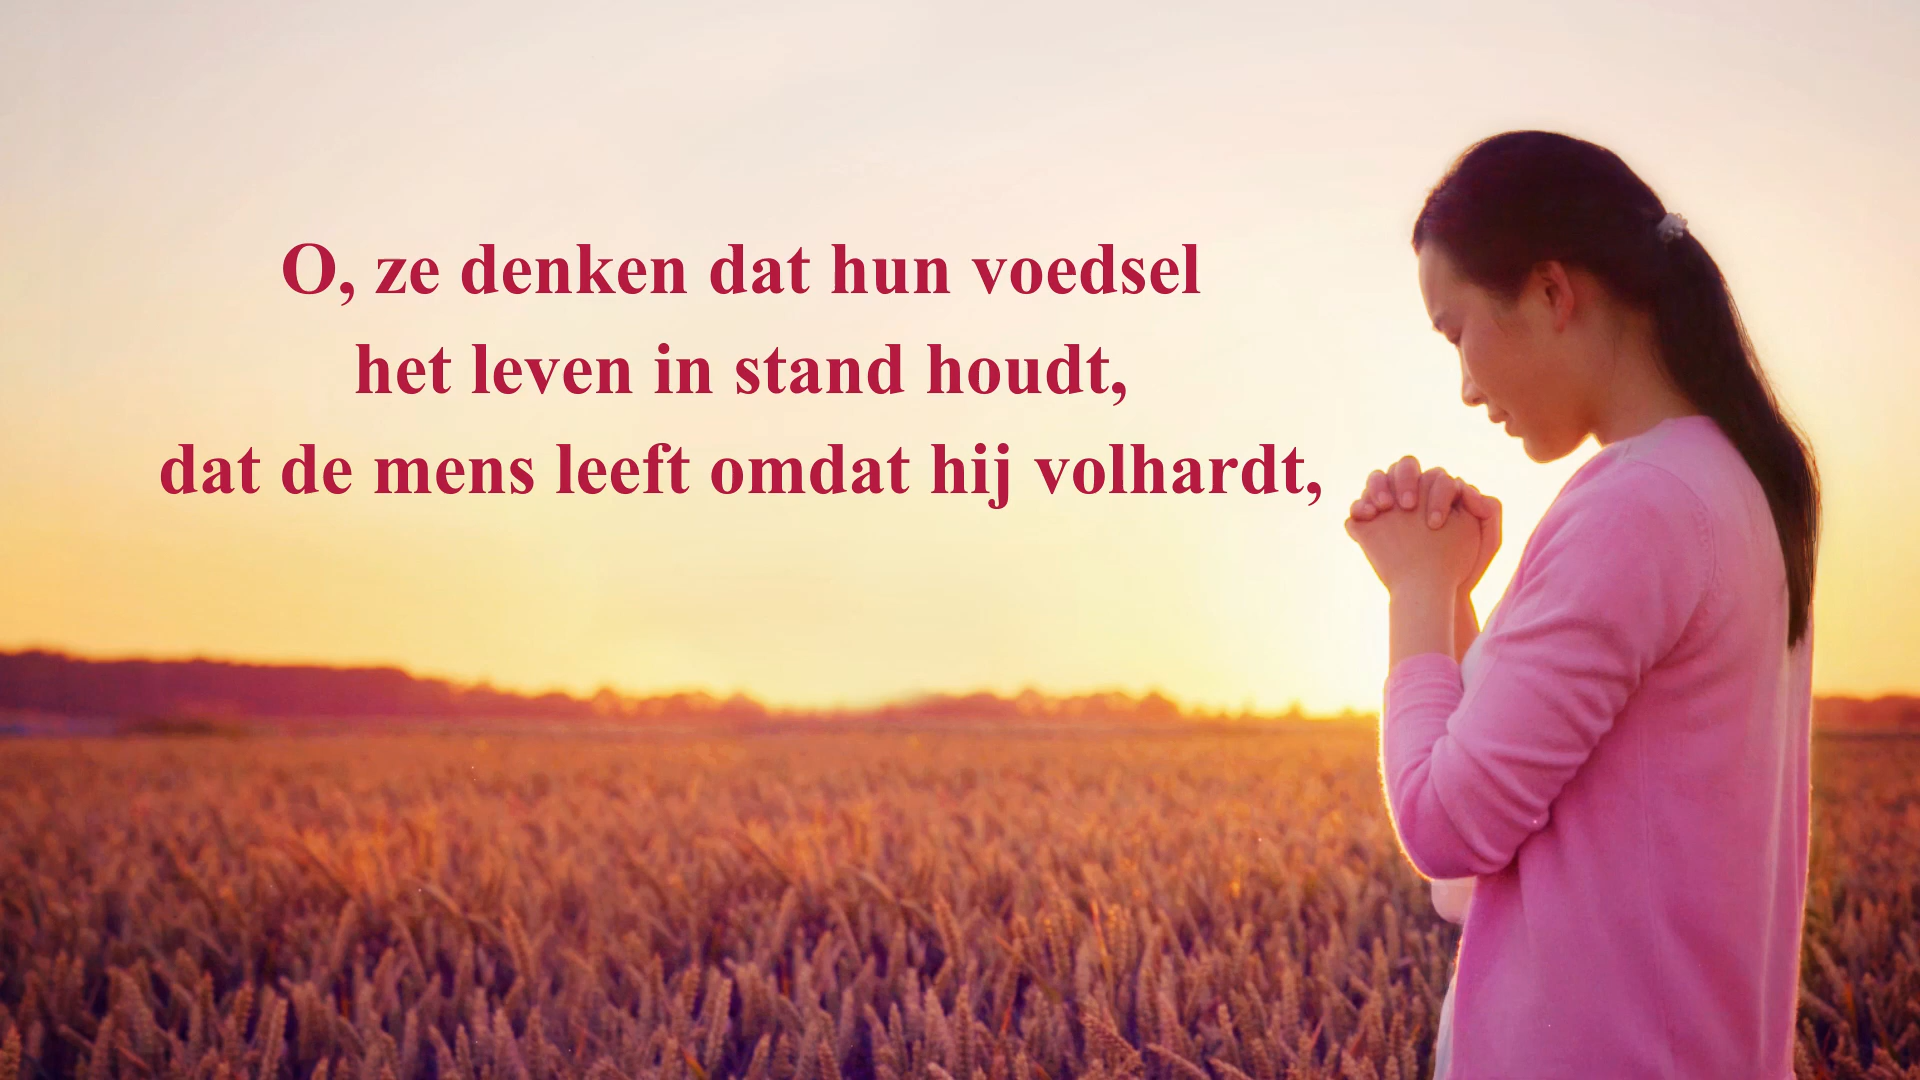 O, ze denken dat hun voedsel
het leven in stand houdt,
dat de mens leeft omdat hij volhardt,